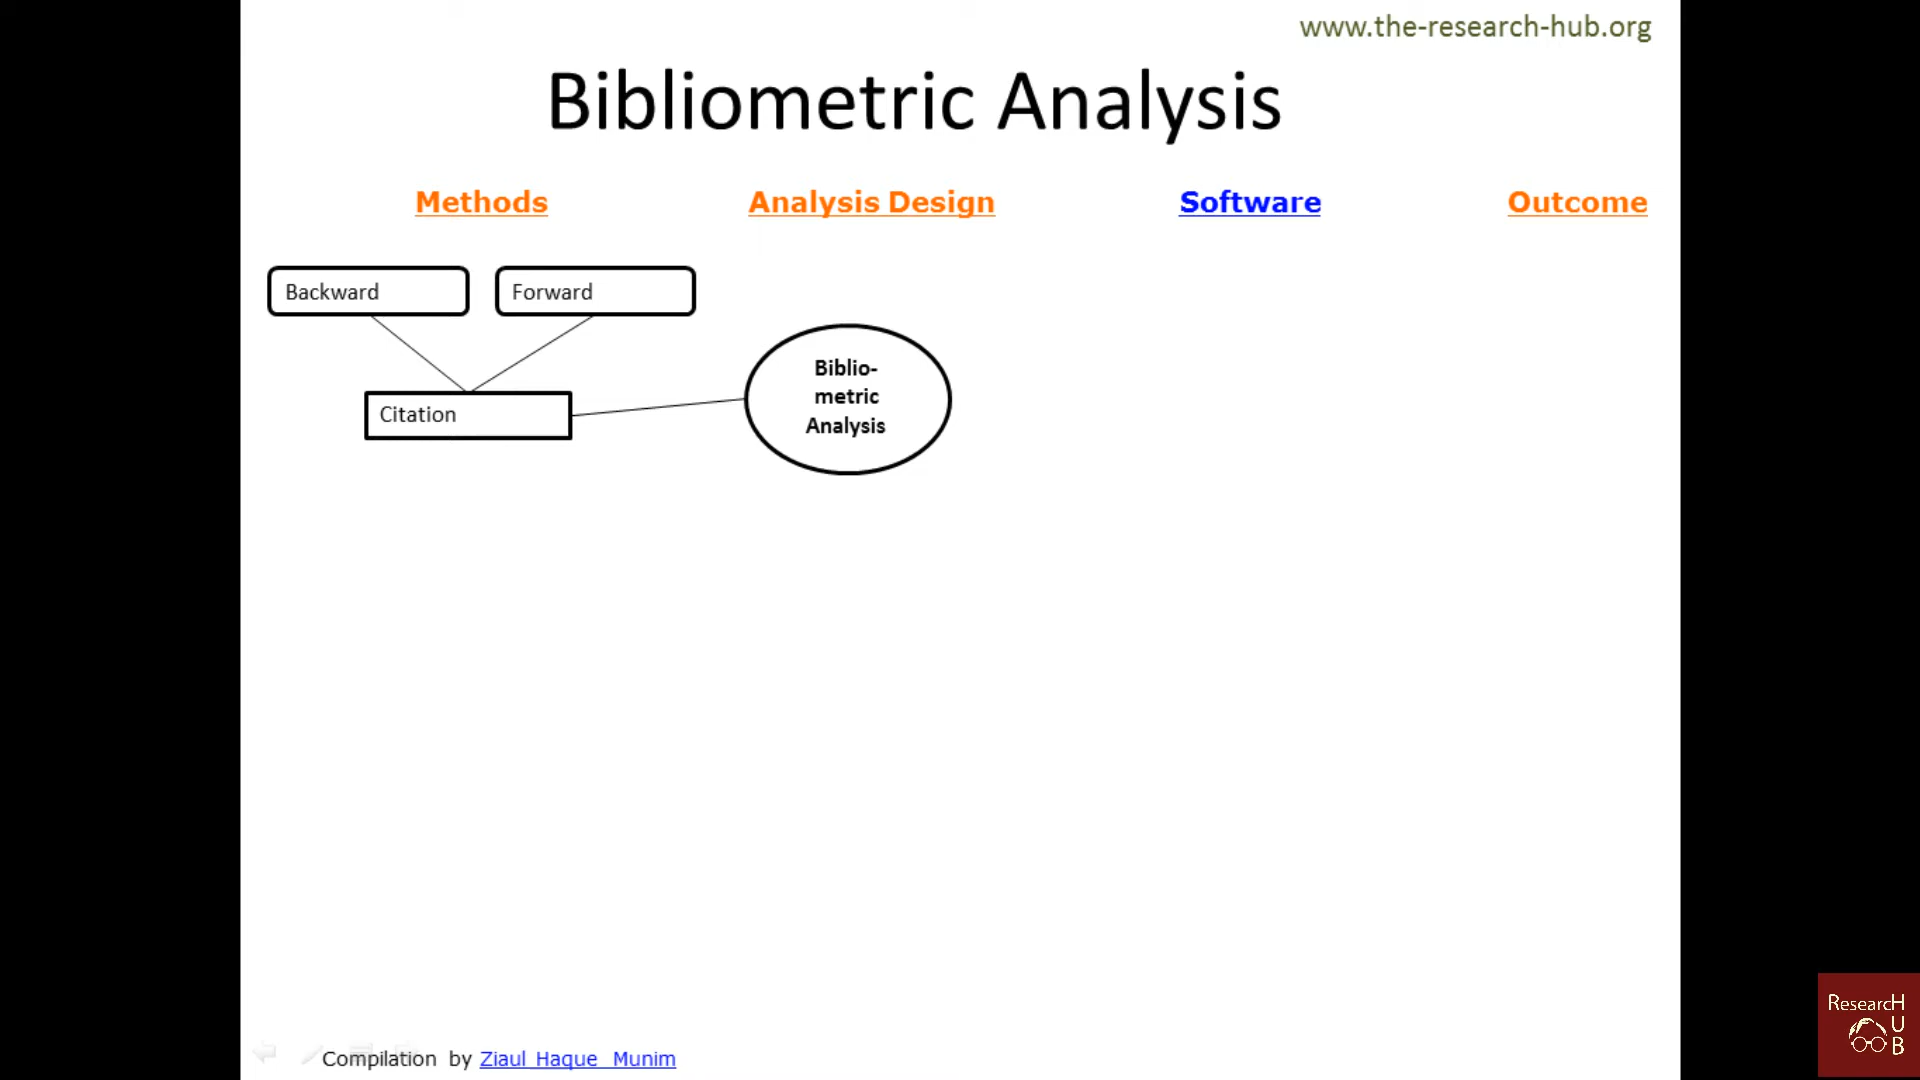 www.the-research-hub.org
Bibliometric Analysis
Methods Analysis Design Software Outcome
Backward Forward
Biblio-
metric
Analysis
Citation
Compilation by Ziaul Haque Munim
ResearcH
U
B